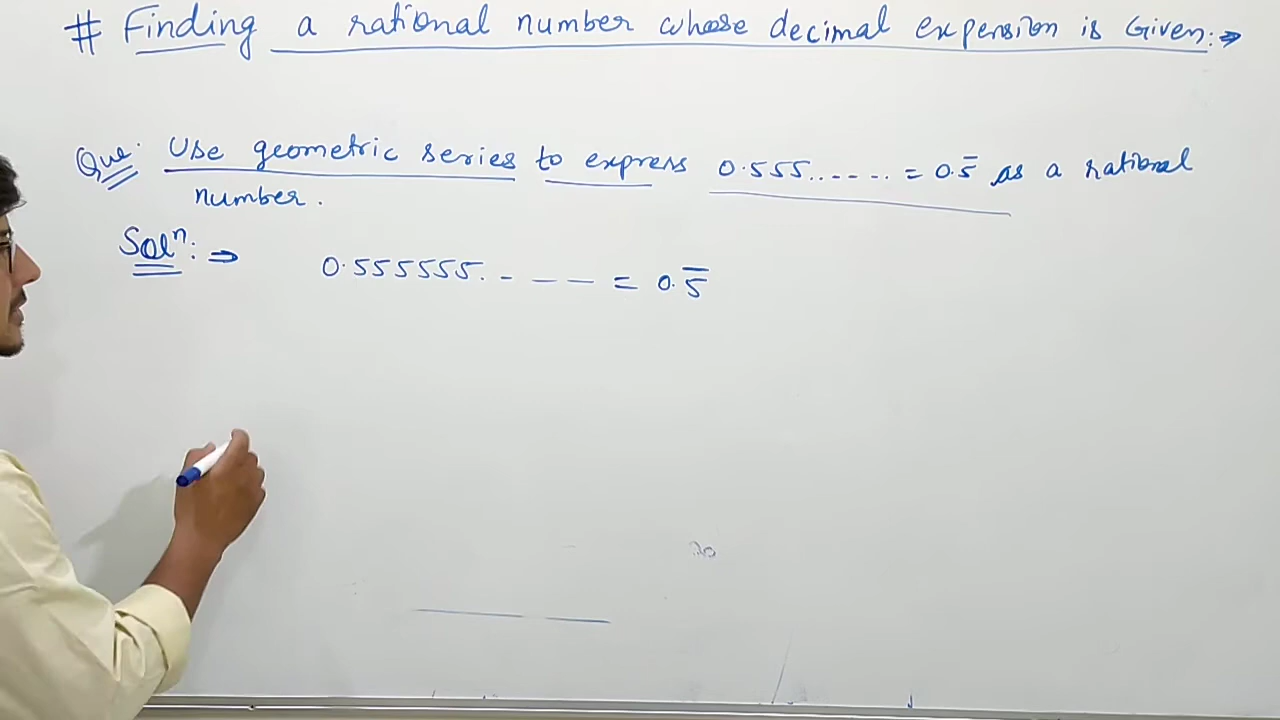 # Finding a rational number whose decimal expension is Given:⇒
Que: Use geometric series to express 0.555...... = 0.5̅ as a rational
number.
Solⁿ: ⇒ 0.555555.- — — — = 0.5̅